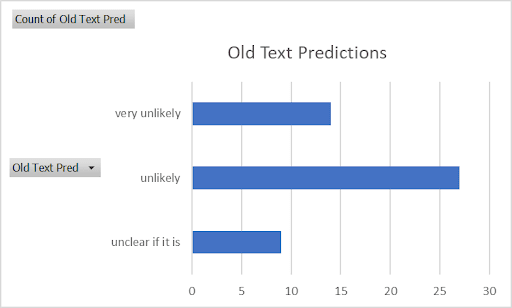 Count of Old Text Pred
Old Text Predictions
very unlikely
Old Text Pred
unlikely
unclear if it is
0 5 10 15 20 25 30